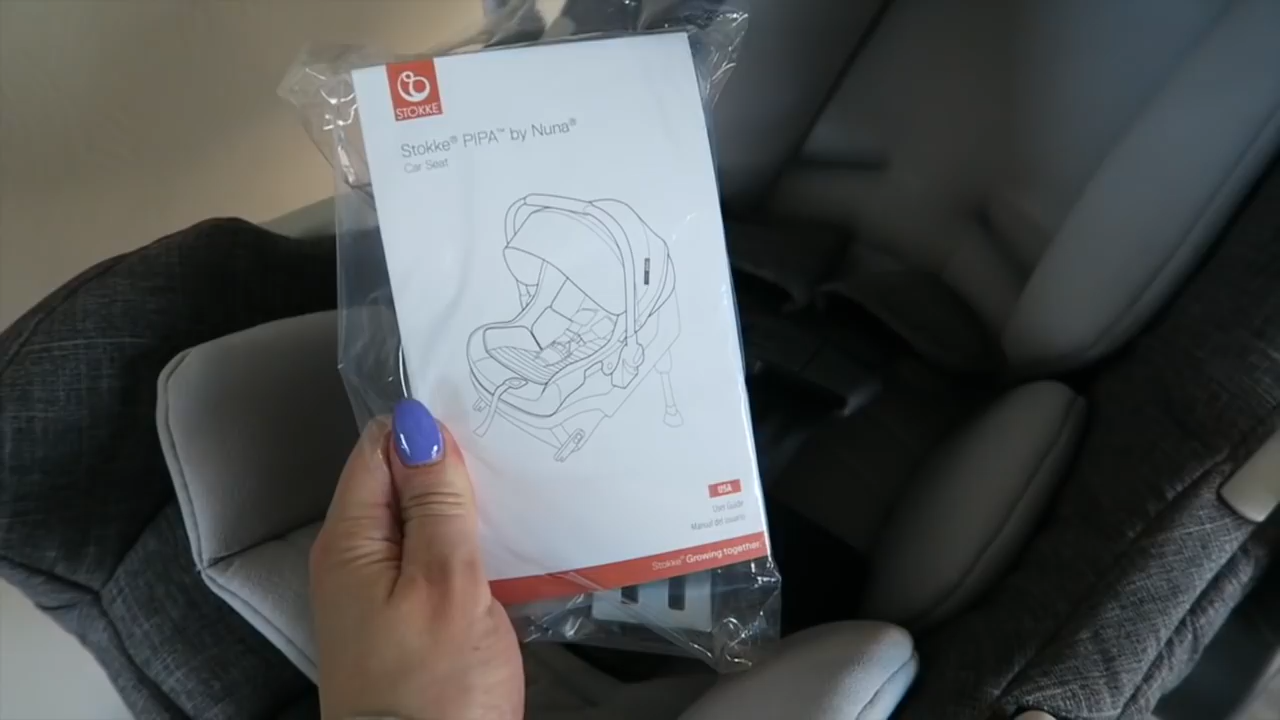 STOKKE
Stokke® PIPA™ by Nuna®
Car Seat
USA
User Guide
Manual del usuario
Stokke® Growing together.